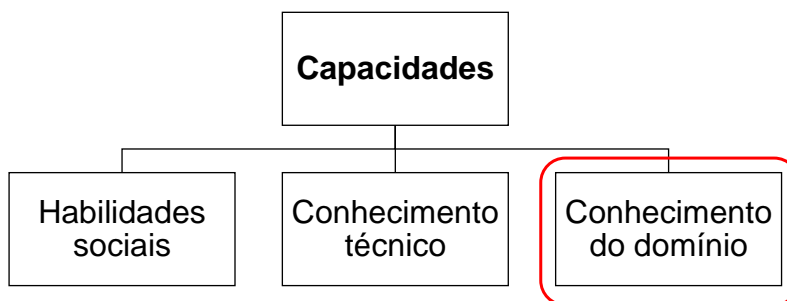 Capacidades
Habilidades
sociais
Conhecimento
técnico
Conhecimento
do domínio